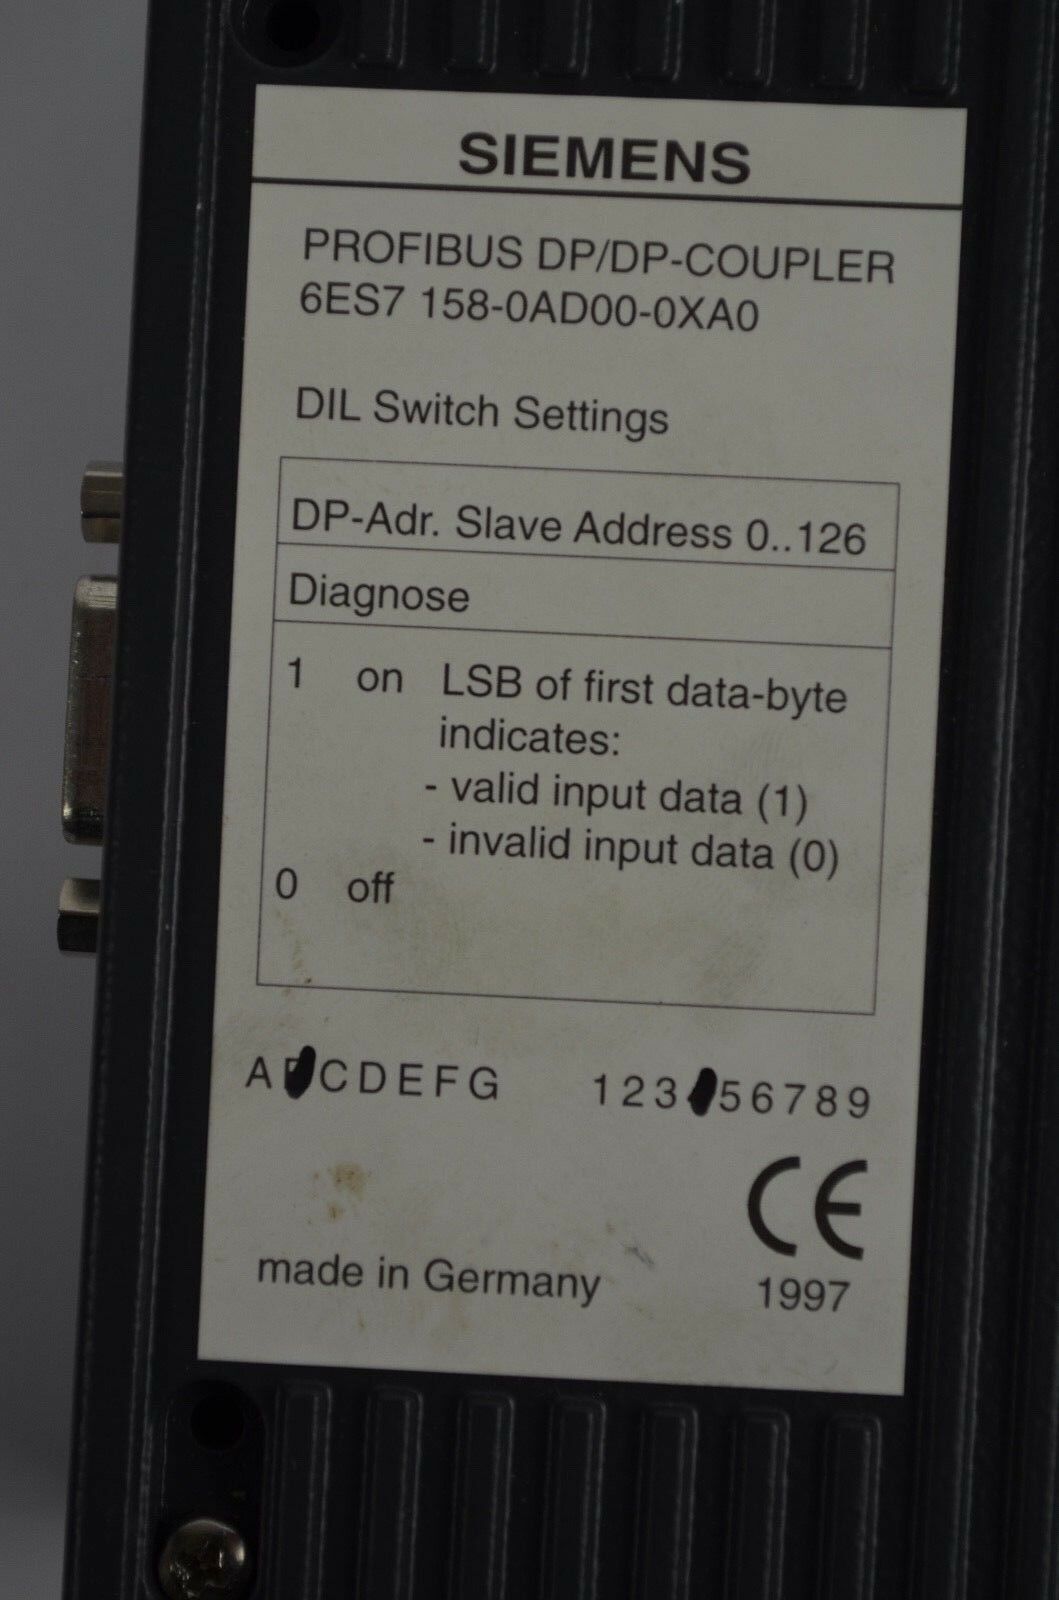 SIEMENS
PROFIBUS DP/DP-COUPLER
6ES7 158-0AD00-0XA0
DIL Switch Settings
DP-Adr. Slave Address 0..126
Diagnose
1 on LSB of first data-byte
indicates:
- valid input data (1)
- invalid input data (0)
0 off
A CDEFG 123 56789
CE
made in Germany 1997